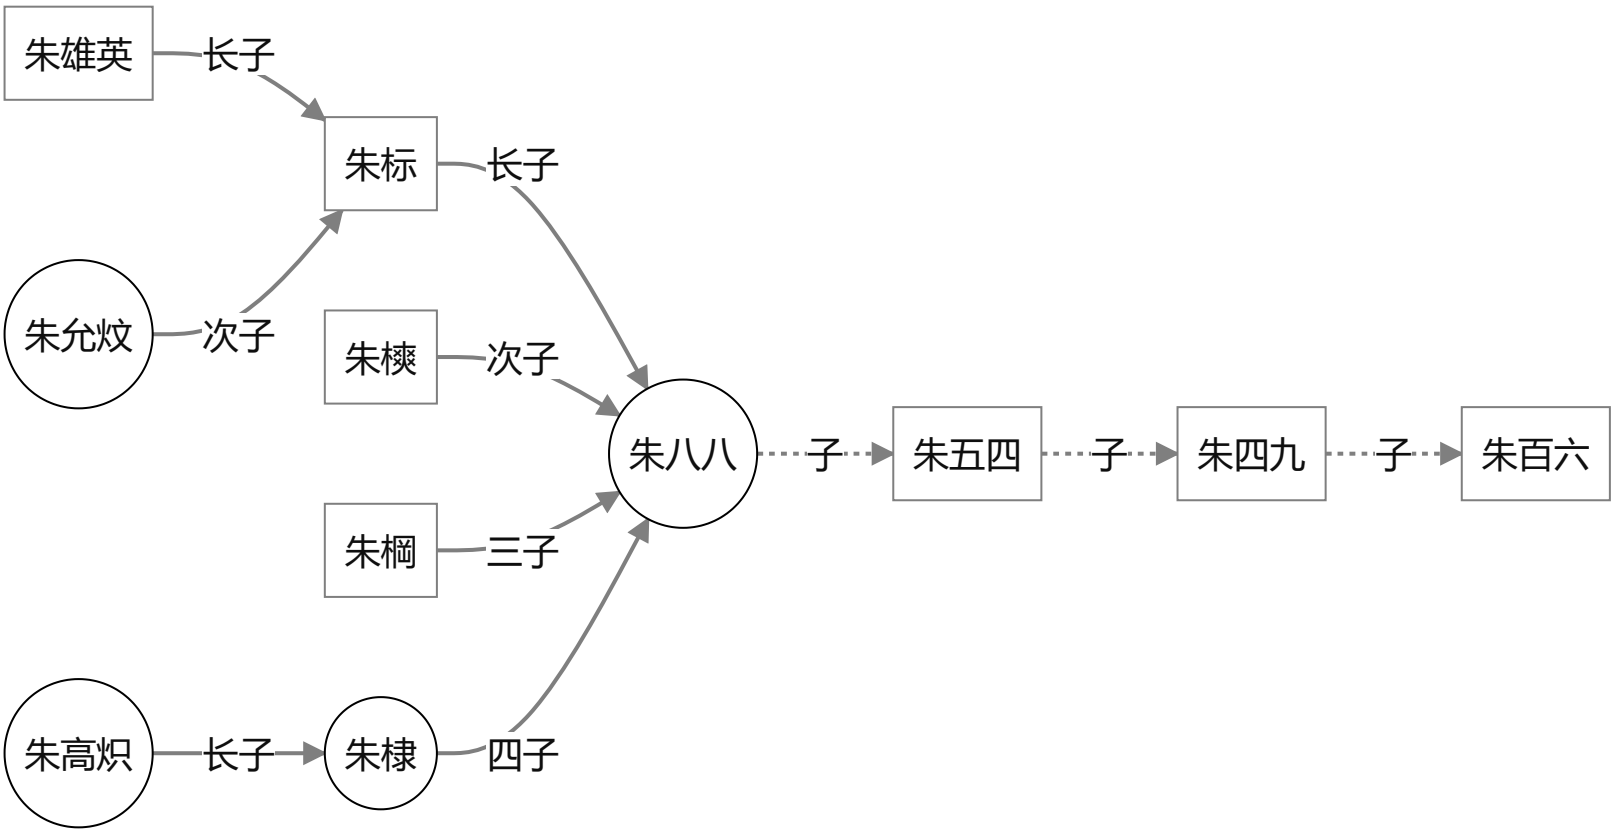 朱雄英
长子
朱标
长子
朱允炆
次子
朱樉
次子
朱八八
子
朱五四
子
朱四九
子
朱百六
朱棡
三子
朱高炽
长子
朱棣
四子